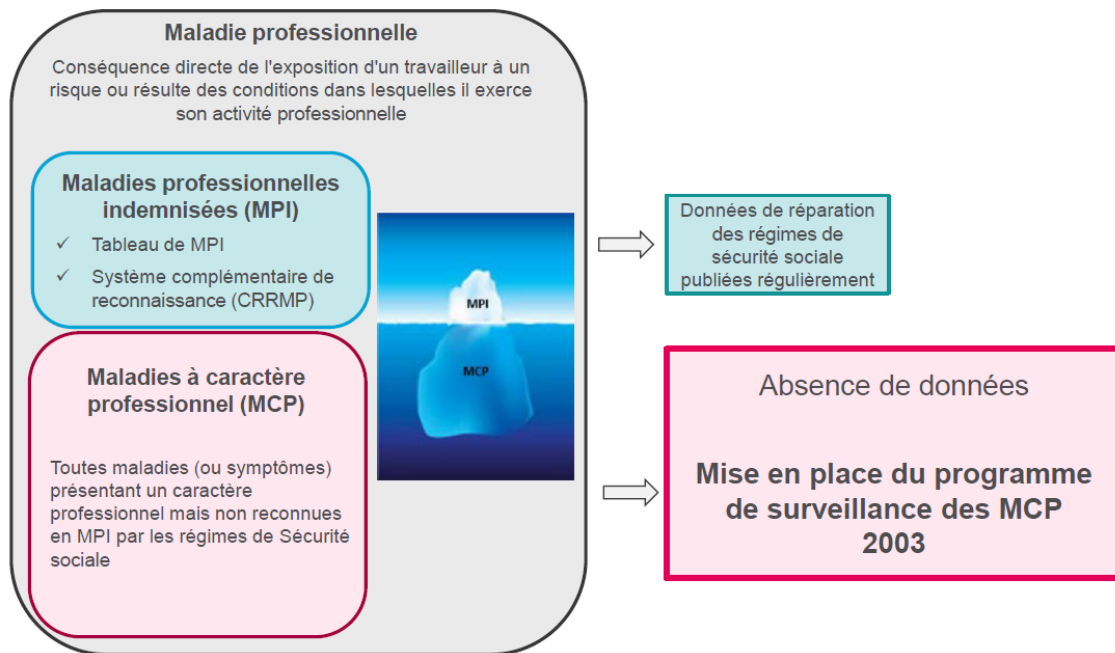 Maladie professionnelle
Conséquence directe de l'exposition d'un travailleur à un
risque ou résulte des conditions dans lesquelles il exerce
son activité professionnelle
Maladies professionnelles
indemnisées (MPI)
✓ Tableau de MPI
✓ Système complémentaire de
reconnaissance (CRRMP)
MPI
MCP
Maladies à caractère
professionnel (MCP)
Toutes maladies (ou symptômes)
présentant un caractère
professionnel mais non reconnues
en MPI par les régimes de Sécurité
sociale
Données de réparation
des régimes de
sécurité sociale
publiées régulièrement
Absence de données
Mise en place du programme
de surveillance des MCP
2003